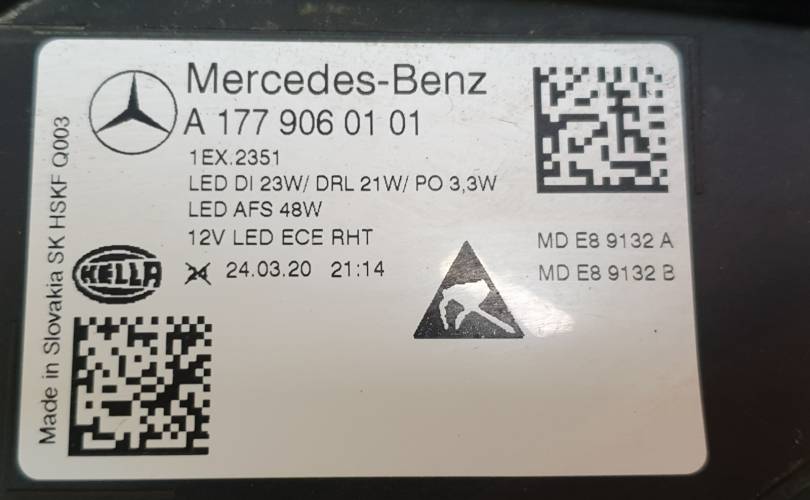 Mercedes-Benz
A 177 906 01 01
1EX.2351
LED DI 23W/ DRL 21W/ PO 3,3W
LED AFS 48W
12V LED ECE RHT
24.03.20 21:14
MD E8 9132 A
MD E8 9132 B
HELLA
Made in Slovakia SK HSKF Q003